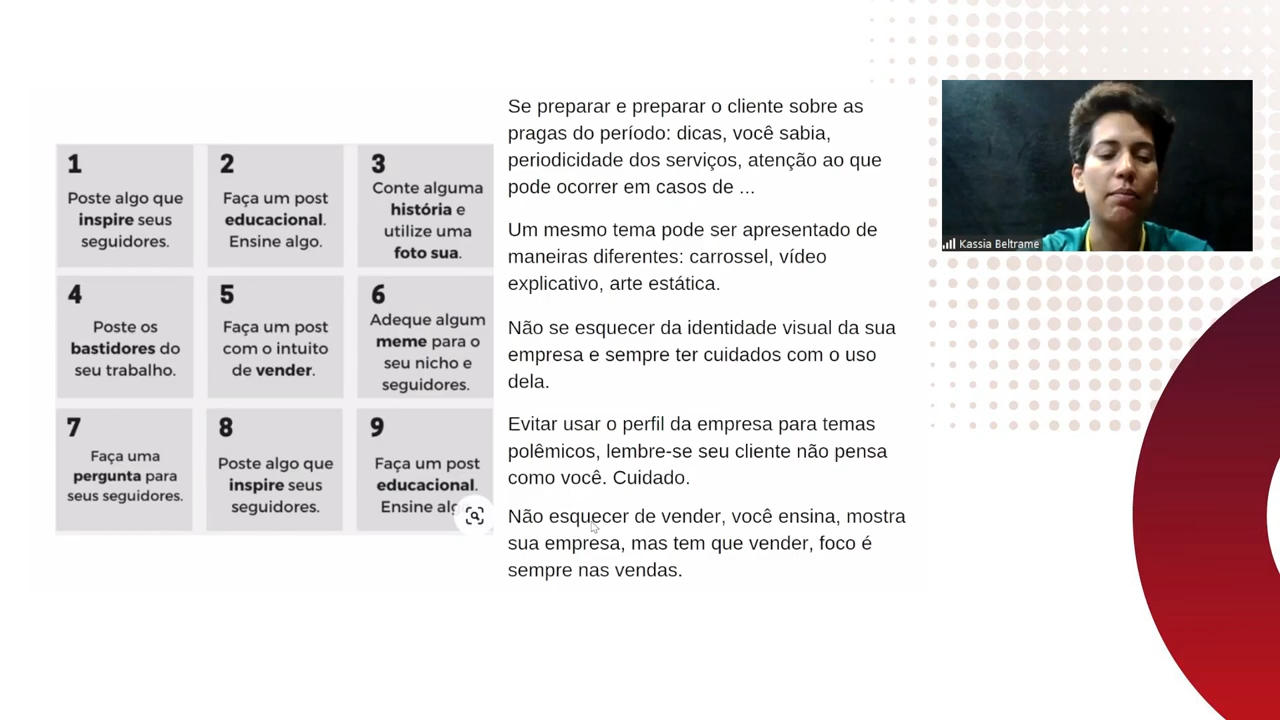 1
Poste algo que
inspire seus
seguidores.
2
Faça um post
educacional.
Ensine algo.
3
Conte alguma
história e
utilize uma
foto sua.
4
Poste os
bastidores do
seu trabalho.
5
Faça um post
com o intuito
de vender.
6
Adeque algum
meme para o
seu nicho e
seguidores.
7
Faça uma
pergunta para
seus seguidores.
8
Poste algo que
inspire seus
seguidores.
9
Faça um post
educacional.
Ensine
Se preparar e preparar o cliente sobre as
pragas do período: dicas, você sabia,
periodicidade dos serviços, atenção ao que
pode ocorrer em casos de ...
Um mesmo tema pode ser apresentado de
maneiras diferentes: carrossel, vídeo
explicativo, arte estática.
Não se esquecer da identidade visual da sua
empresa e sempre ter cuidados com o uso
dela.
Evitar usar o perfil da empresa para temas
polêmicos, lembre-se seu cliente não pensa
como você. Cuidado.
Não esquecer de vender, você ensina, mostra
sua empresa, mas tem que vender, foco é
sempre nas vendas.
Kassia Beltrame